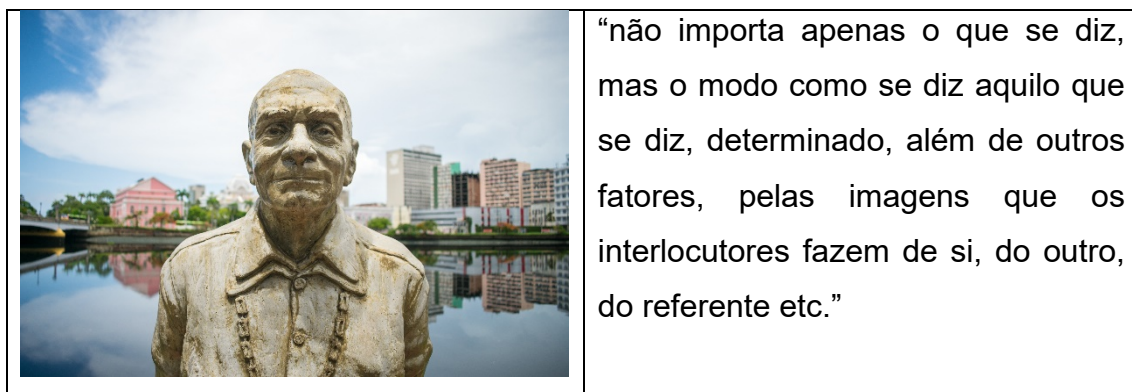 “não importa apenas o que se diz,
mas o modo como se diz aquilo que
se diz, determinado, além de outros
fatores, pelas imagens que os
interlocutores fazem de si, do outro,
do referente etc.”